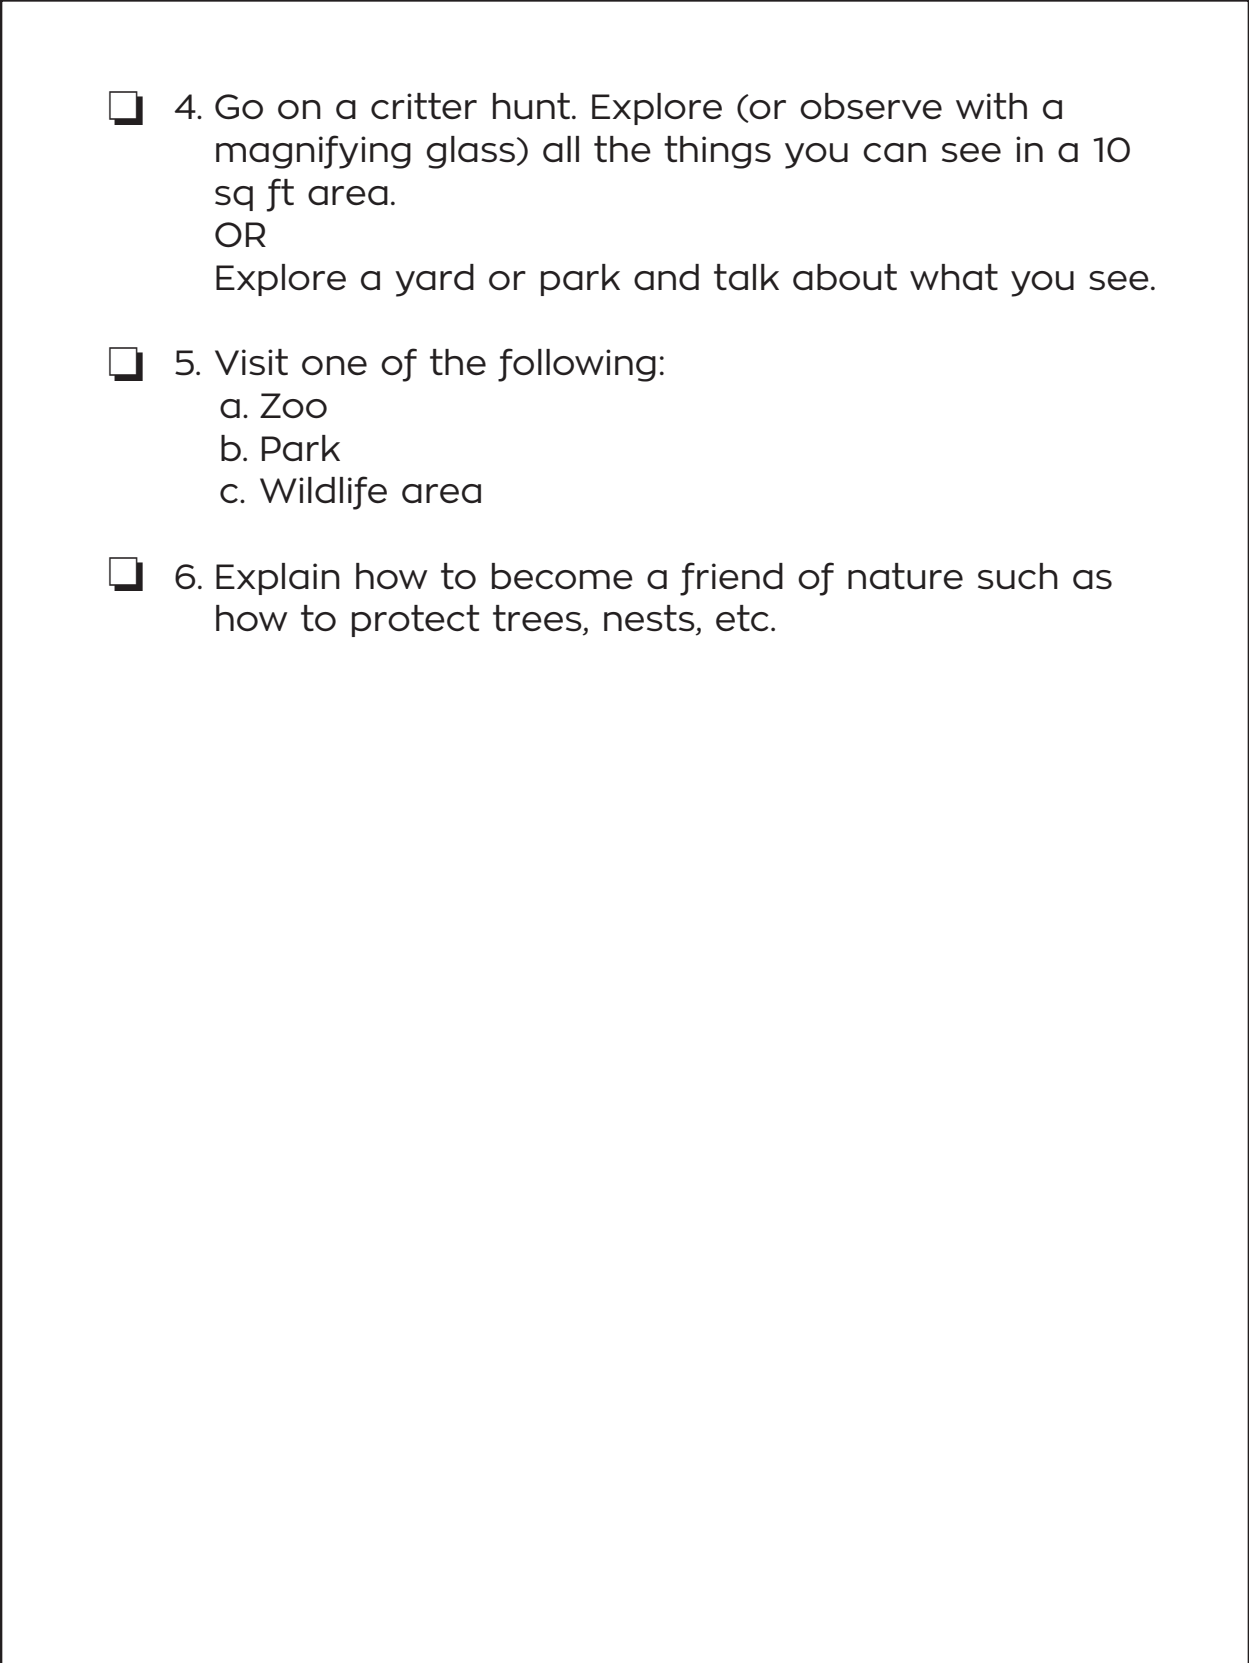 4. Go on a critter hunt. Explore (or observe with a
magnifying glass) all the things you can see in a 10
sq ft area.
OR
Explore a yard or park and talk about what you see.
5. Visit one of the following:
a. Zoo
b. Park
c. Wildlife area
6. Explain how to become a friend of nature such as
how to protect trees, nests, etc.